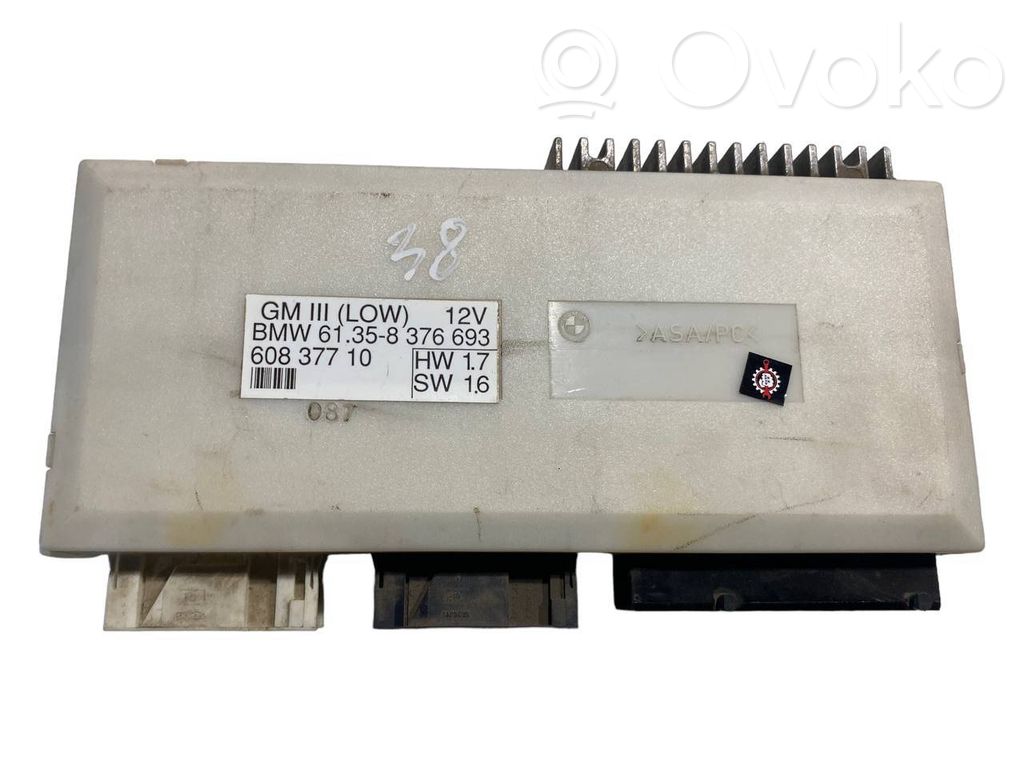 Ovoko
38
GM III (LOW) 12V
BMW 61.35-8 376 693
608 377 10 HW 1.7
SW 1.6
087
>ASA/PC<